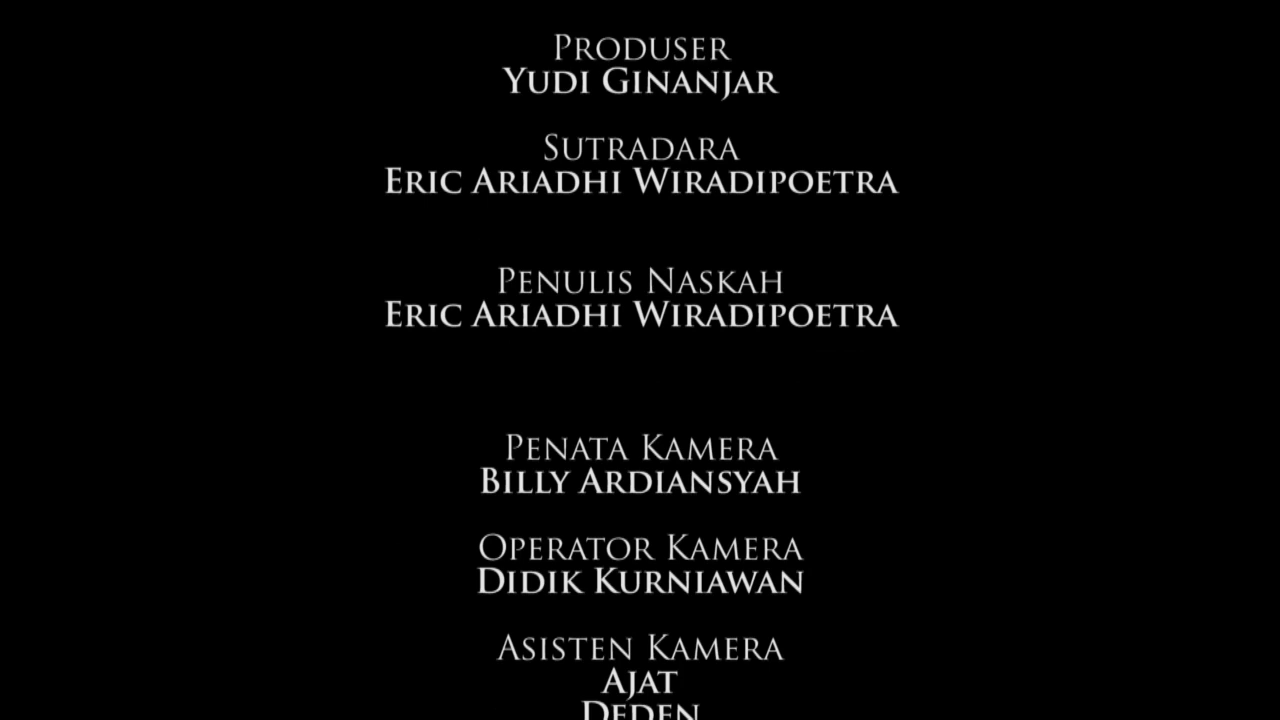 Produser
Yudi Ginanjar
Sutradara
Eric Ariadhi Wiradipoetra
Penulis Naskah
Eric Ariadhi Wiradipoetra
Penata Kamera
Billy Ardiansyah
Operator Kamera
Didik Kurniawan
Asisten Kamera
Ajat
Deden